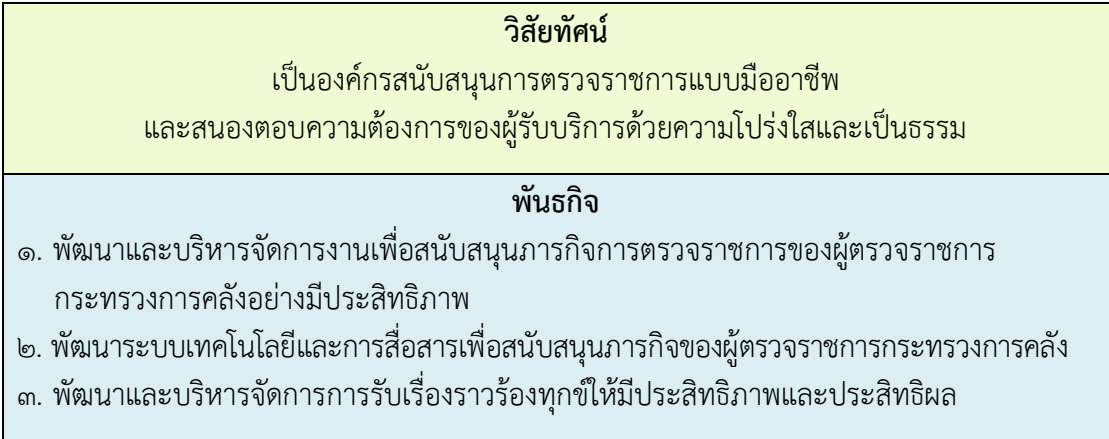 วิสัยทัศน์
เป็นองค์กรสนับสนุนการตรวจราชการแบบมืออาชีพ
และสนองตอบความต้องการของผู้รับบริการด้วยความโปร่งใสและเป็นธรรม
พันธกิจ
๑. พัฒนาและบริหารจัดการงานเพื่อสนับสนุนภารกิจการตรวจราชการของผู้ตรวจราชการ
กระทรวงการคลังอย่างมีประสิทธิภาพ
๒. พัฒนาระบบเทคโนโลยีและการสื่อสารเพื่อสนับสนุนภารกิจของผู้ตรวจราชการกระทรวงการคลัง
๓. พัฒนาและบริหารจัดการการรับเรื่องราวร้องทุกข์ให้มีประสิทธิภาพและประสิทธิผล